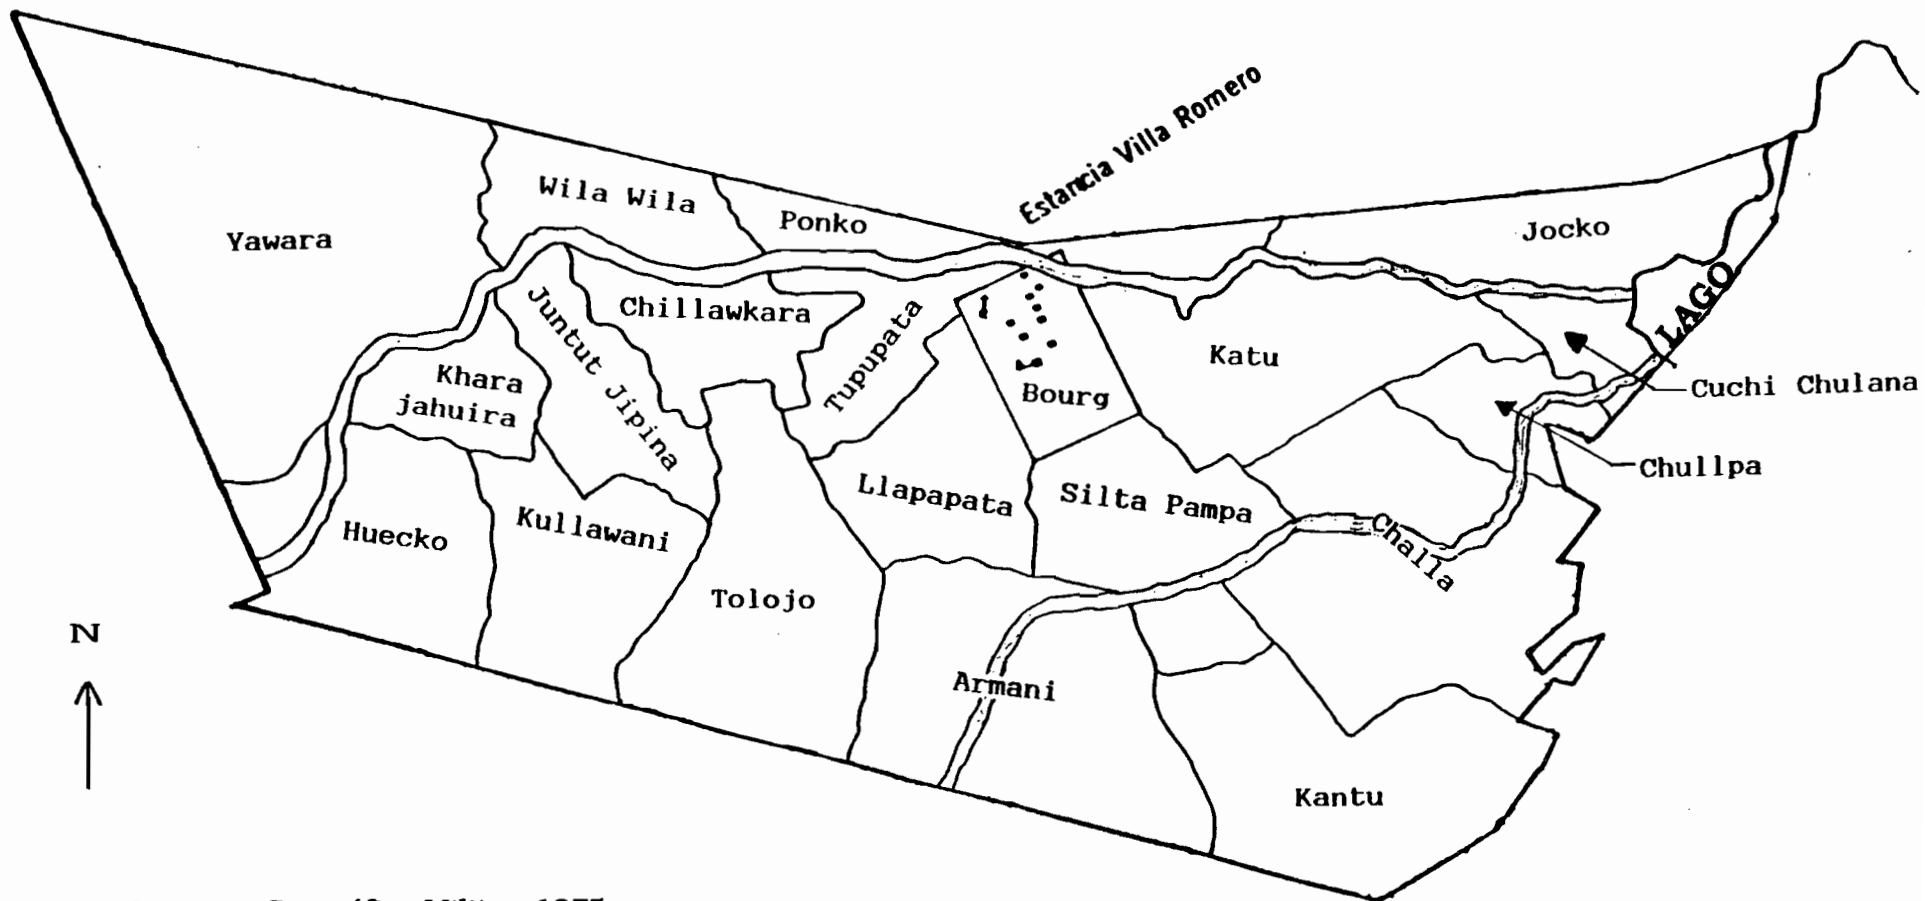 Estancia Villa Romero
Wila Wila
Ponko
Jocko
Yawara
Juntut Jipina
Chillawkara
Tupupata
LAGO
Katu
Khara
jahuira
Bourg
Cuchi Chulana
Chullpa
Llapapata
Silta Pampa
Huecko
Kullawani
Challa
Tolojo
N
Armani
Kantu